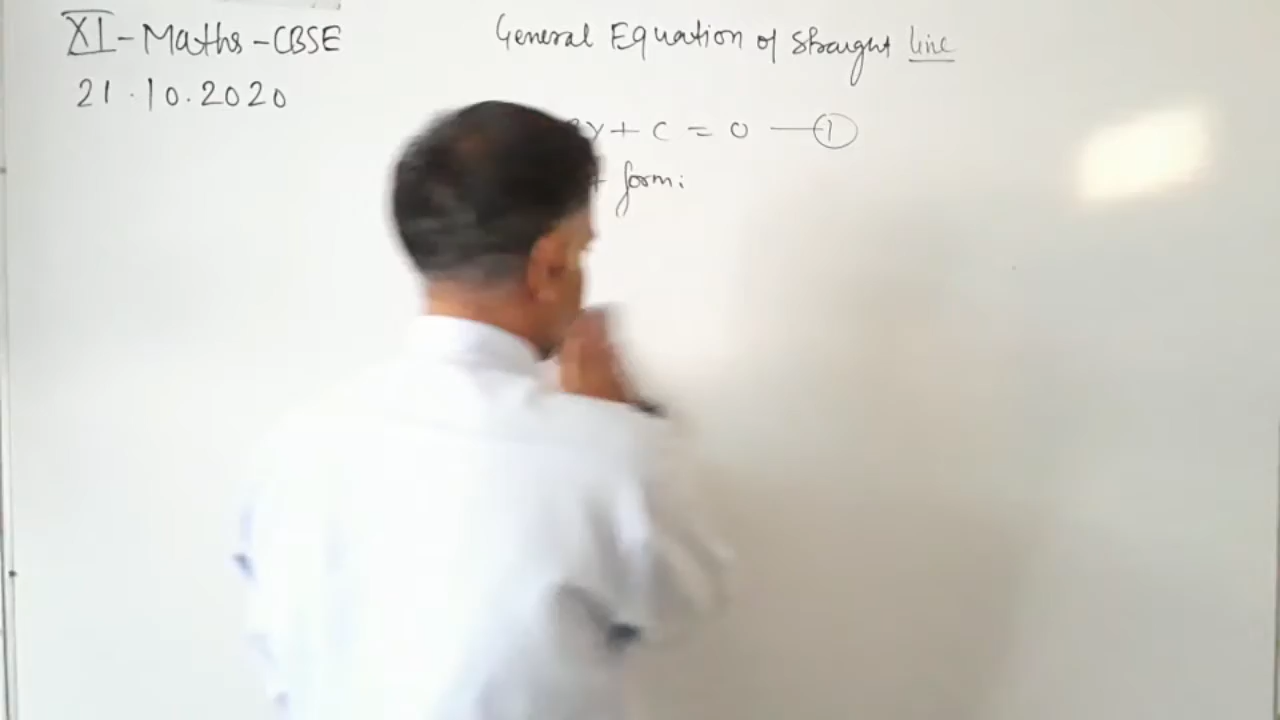 XI - Maths - CBSE
21.10.2020
General Equation of Straight line
y + C = 0 — ①
form: